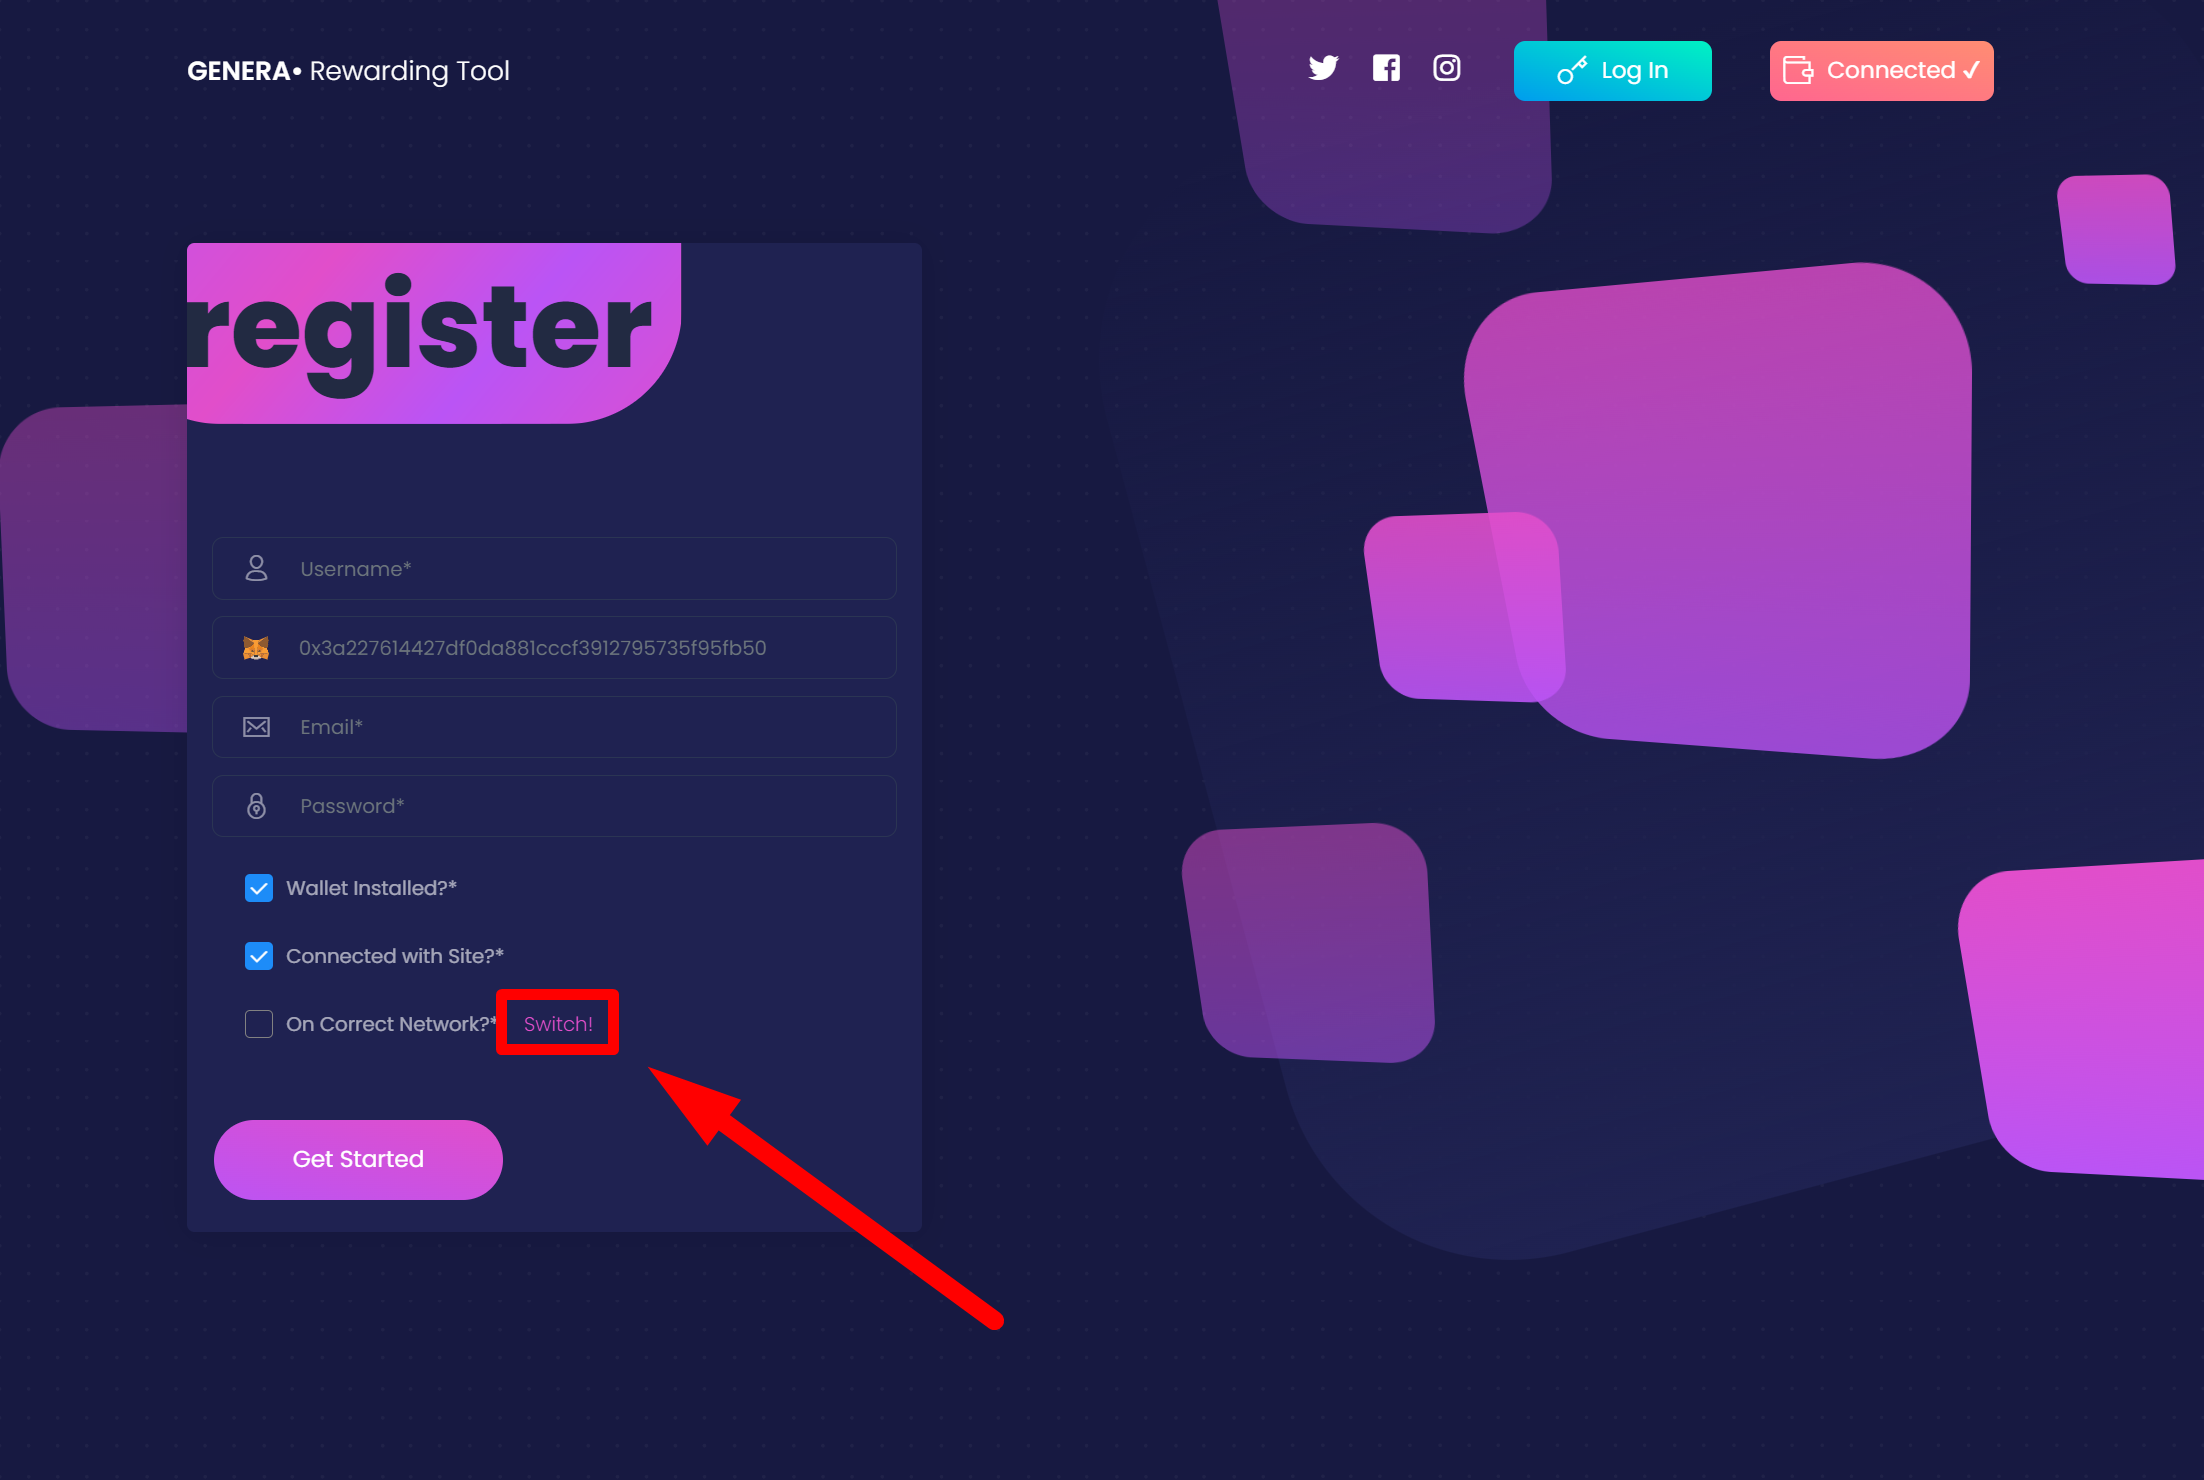 GENERA• Rewarding Tool
Log In
Connected ✓
register
Username*
0x3a227614427df0da881cccf3912795735f95fb50
Email*
Password*
Wallet Installed?*
Connected with Site?*
On Correct Network?* Switch!
Get Started